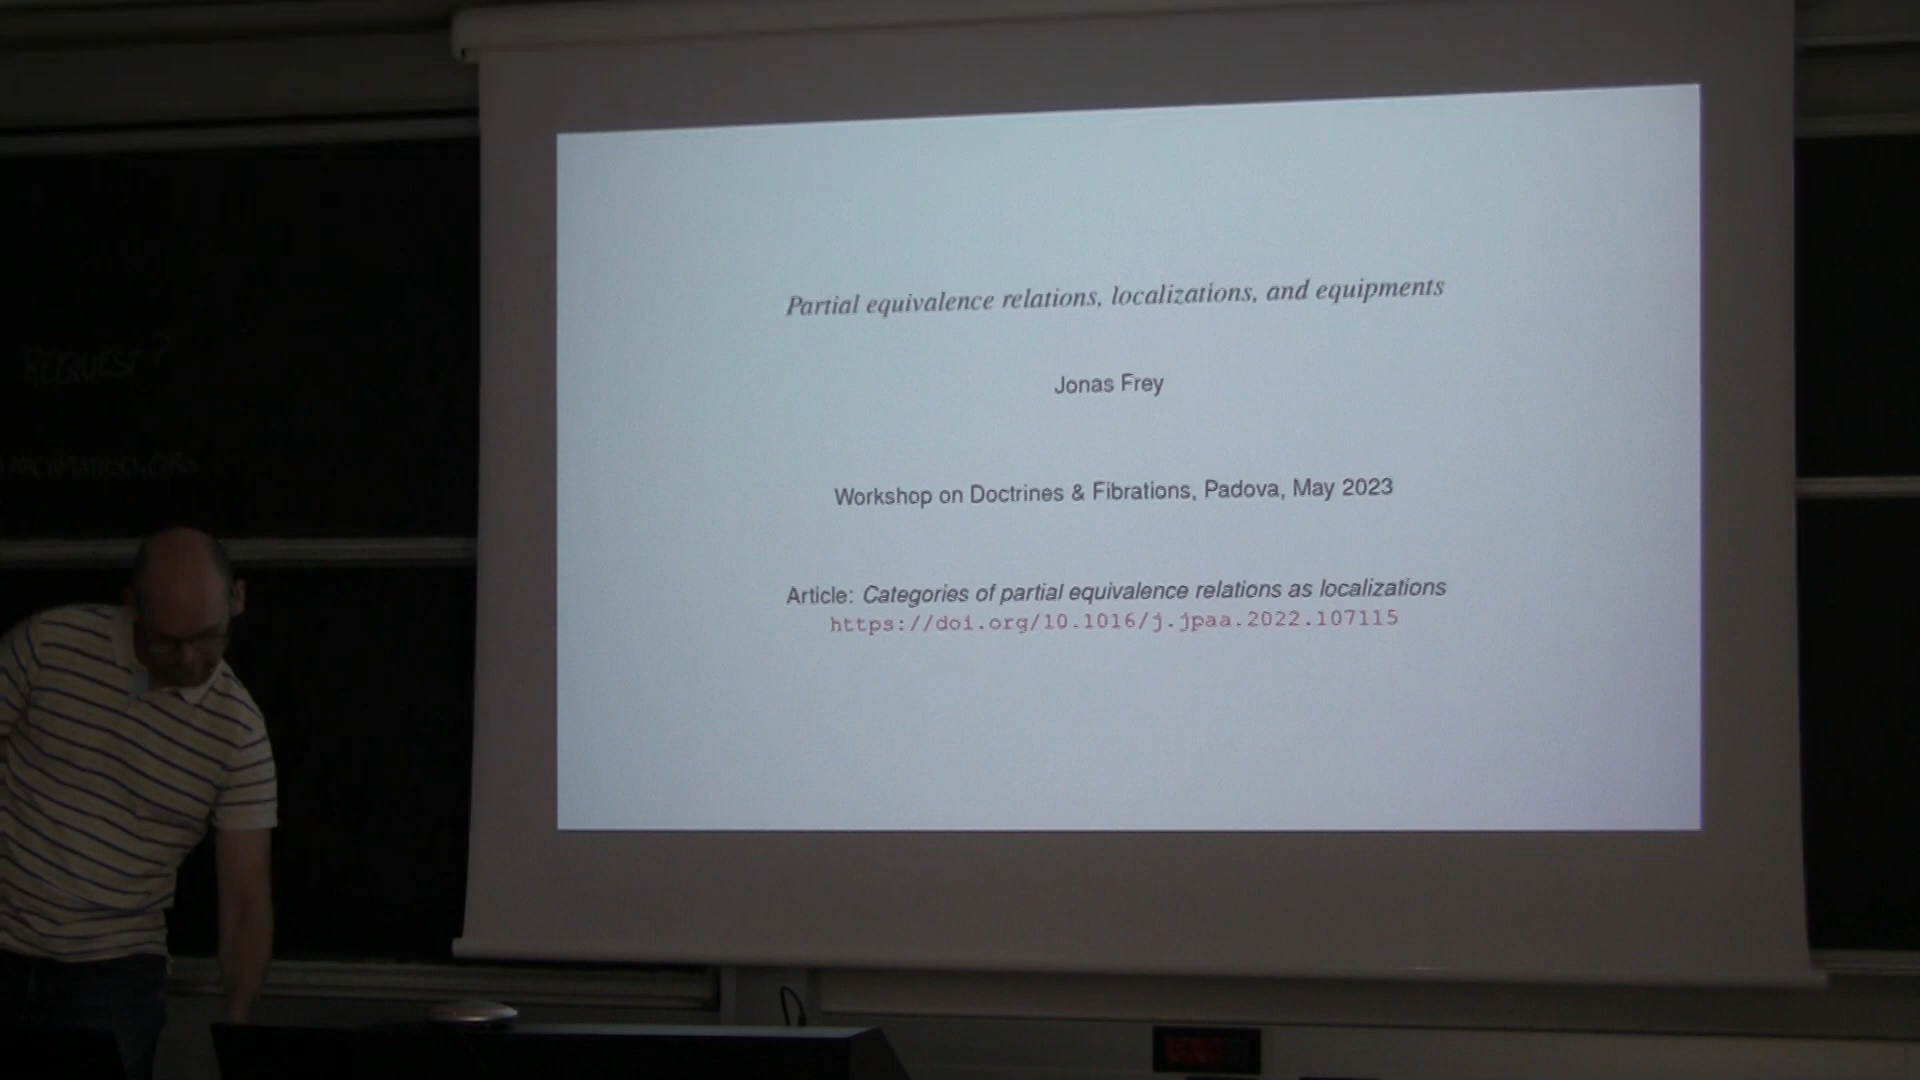 Partial equivalence relations, localizations, and equipments
Jonas Frey
Workshop on Doctrines & Fibrations, Padova, May 2023
Article: Categories of partial equivalence relations as localizations
https://doi.org/10.1016/j.jpaa.2022.107115
REQUEST?